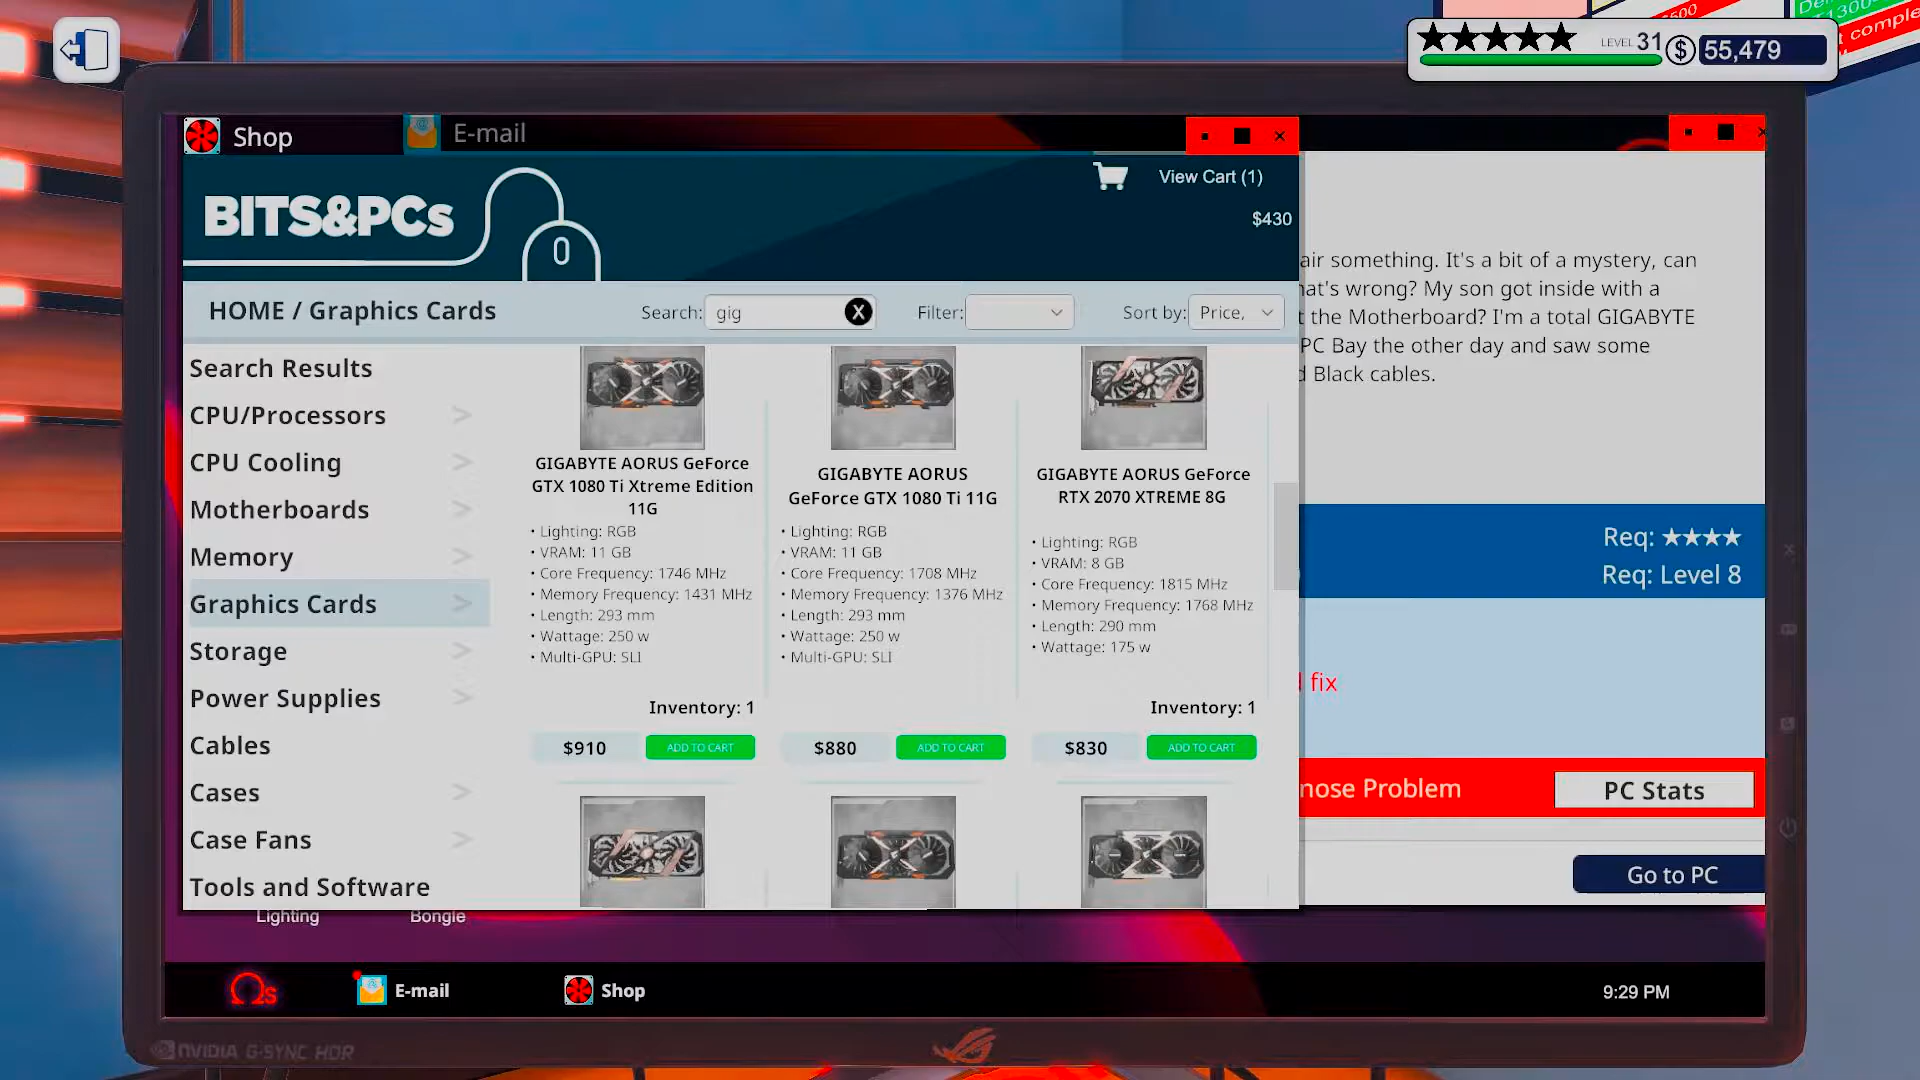 LEVEL 31
$ 55,479
Shop
E-mail
View Cart (1)
BITS&PCs
$430
HOME / Graphics Cards
Search: gig X
Filter:
Sort by: Price,
Search Results
CPU/Processors
CPU Cooling
Motherboards
Memory
Graphics Cards
Storage
Power Supplies
Cables
Cases
Case Fans
Tools and Software
GIGABYTE AORUS GeForce
GTX 1080 Ti Xtreme Edition
11G
• Lighting: RGB
• VRAM: 11 GB
• Core Frequency: 1746 MHz
• Memory Frequency: 1431 MHz
• Length: 293 mm
• Wattage: 250 w
• Multi-GPU: SLI
Inventory: 1
$910
ADD TO CART
GIGABYTE AORUS
GeForce GTX 1080 Ti 11G
• Lighting: RGB
• VRAM: 11 GB
• Core Frequency: 1708 MHz
• Memory Frequency: 1376 MHz
• Length: 293 mm
• Wattage: 250 w
• Multi-GPU: SLI
$880
ADD TO CART
GIGABYTE AORUS GeForce
RTX 2070 XTREME 8G
• Lighting: RGB
• VRAM: 8 GB
• Core Frequency: 1815 MHz
• Memory Frequency: 1768 MHz
• Length: 290 mm
• Wattage: 175 w
Inventory: 1
$830
ADD TO CART
air something. It's a bit of a mystery, can
hat's wrong? My son got inside with a
t the Motherboard? I'm a total GIGABYTE
PC Bay the other day and saw some
d Black cables.
Req: ★★★★
Req: Level 8
fix
nose Problem
PC Stats
Go to PC
Lighting
Bongle
Ωs
E-mail
Shop
9:29 PM
NVIDIA G-SYNC HDR